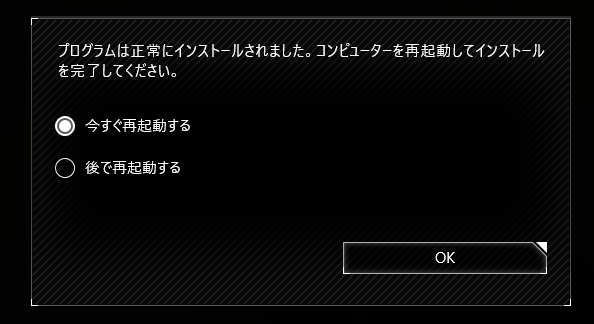 プログラムは正常にインストールされました。コンピューターを再起動してインストール
を完了してください。
今すぐ再起動する
後で再起動する
OK